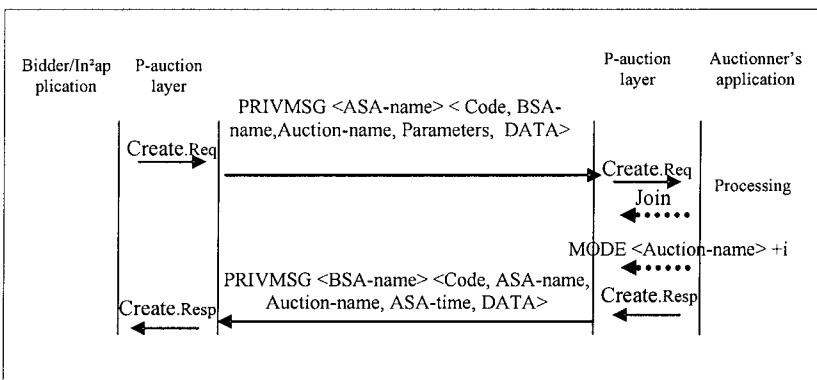 Bidder/In²ap
plication
P-auction
layer
P-auction
layer
Auctionner's
application
PRIVMSG <ASA-name> < Code, BSA-
name,Auction-name, Parameters, DATA>
Create.Req
Create.Req
Processing
Join
MODE <Auction-name> +i
PRIVMSG <BSA-name> <Code, ASA-name,
Auction-name, ASA-time, DATA>
Create.Resp
Create.Resp